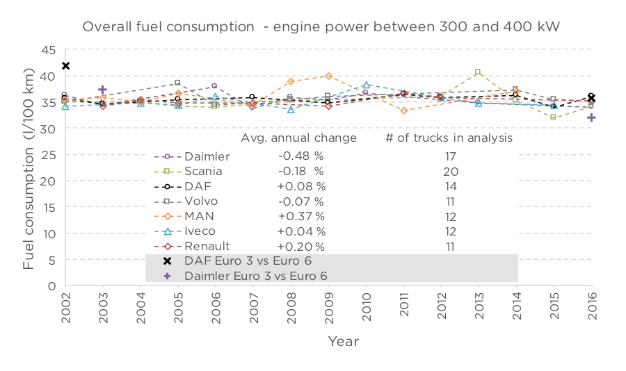 Overall fuel consumption - engine power between 300 and 400 kW
Fuel consumption (l/100 km)
45
40
35
30
25
20
15
10
5
0
Avg. annual change # of trucks in analysis
Daimler -0.48 % 17
Scania -0.18 % 20
DAF +0.08 % 14
Volvo -0.07 % 11
MAN +0.37 % 12
Iveco +0.04 % 12
Renault +0.20 % 11
DAF Euro 3 vs Euro 6
Daimler Euro 3 vs Euro 6
2002 2003 2004 2005 2006 2007 2008 2009 2010 2011 2012 2013 2014 2015 2016
Year